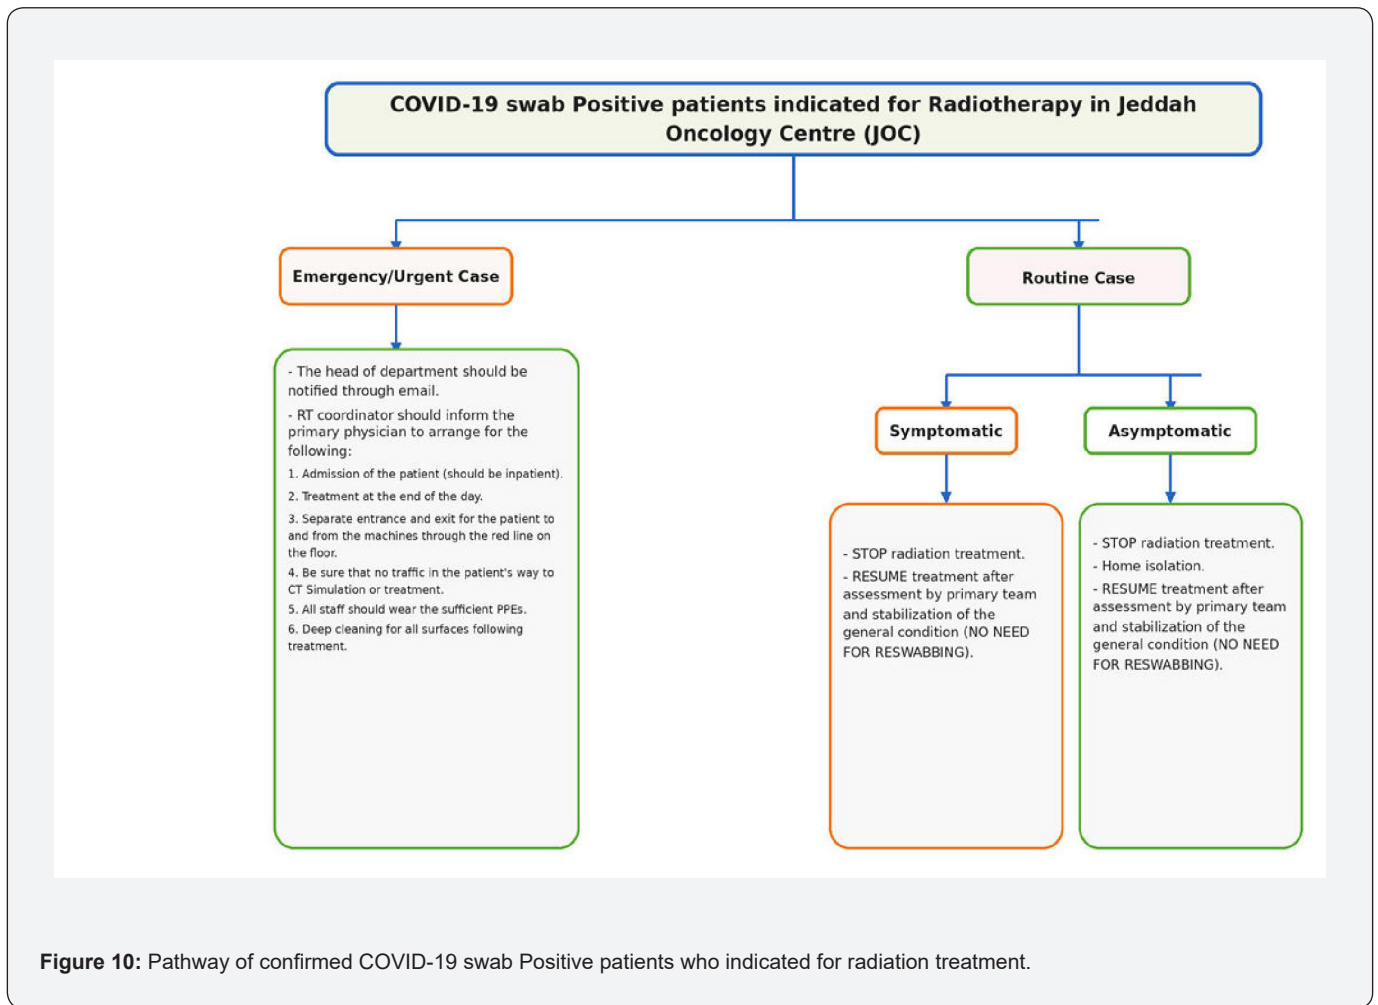 COVID-19 swab Positive patients indicated for Radiotherapy in Jeddah
Oncology Centre (JOC)
Emergency/Urgent Case
Routine Case
- The head of department should be
notified through email.
- RT coordinator should inform the
primary physician to arrange for the
following:
1. Admission of the patient (should be inpatient).
2. Treatment at the end of the day.
3. Separate entrance and exit for the patient to
and from the machines through the red line on
the floor.
4. Be sure that no traffic in the patient's way to
CT Simulation or treatment.
5. All staff should wear the sufficient PPEs.
6. Deep cleaning for all surfaces following
treatment.
Symptomatic
Asymptomatic
- STOP radiation treatment.
- RESUME treatment after
assessment by primary team
and stabilization of the
general condition (NO NEED
FOR RESWABBING).
- STOP radiation treatment.
- Home isolation.
- RESUME treatment after
assessment by primary team
and stabilization of the
general condition (NO NEED
FOR RESWABBING).
Figure 10: Pathway of confirmed COVID-19 swab Positive patients who indicated for radiation treatment.